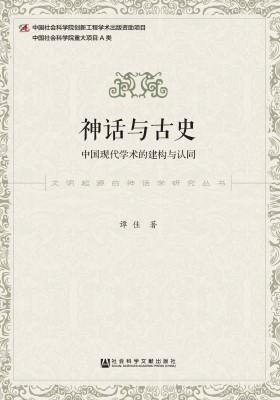 中国社会科学院创新工程学术出版资助项目
中国社会科学院重大项目 A 类
神话与古史
中国现代学术的建构与认同
文明起源的神话学研究丛书
谭佳 著
社会科学文献出版社
SOCIAL SCIENCES ACADEMIC PRESS (CHINA)